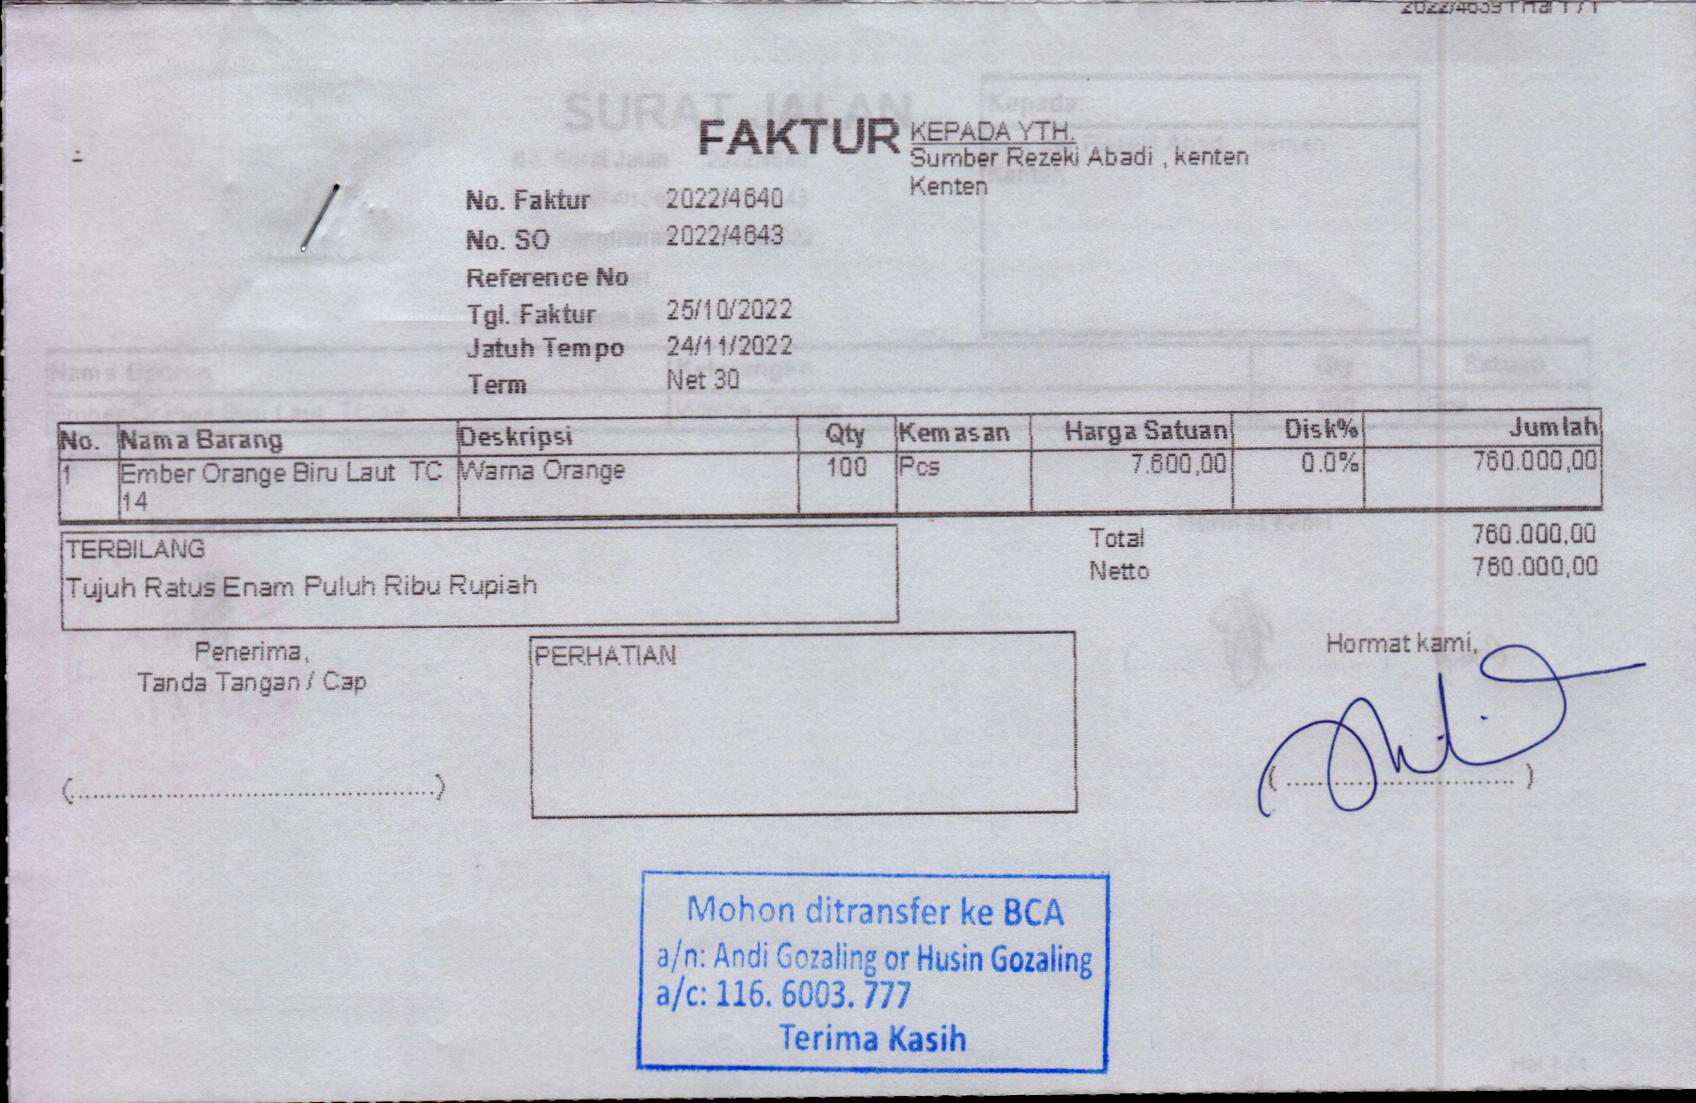 FAKTUR
KEPADA YTH.
Sumber Rezeki Abadi , kenten
Kenten
No. Faktur 2022/4640
No. SO 2022/4643
Reference No
Tgl. Faktur 25/10/2022
Jatuh Tempo 24/11/2022
Term Net 30
No. Nama Barang Deskripsi Qty Kemasan Harga Satuan Disk% Jumlah
1 Ember Orange Biru Laut TC Warna Orange 100 Pcs 7.600,00 0.0% 760.000,00
14
Total 760.000,00
Netto 760.000,00
TERBILANG
Tujuh Ratus Enam Puluh Ribu Rupiah
Penerima,
Tanda Tangan / Cap
(..............................................)
PERHATIAN
Hormat kami,
( .............................. )
Mohon ditransfer ke BCA
a/n: Andi Gozaling or Husin Gozaling
a/c: 116. 6003. 777
Terima Kasih